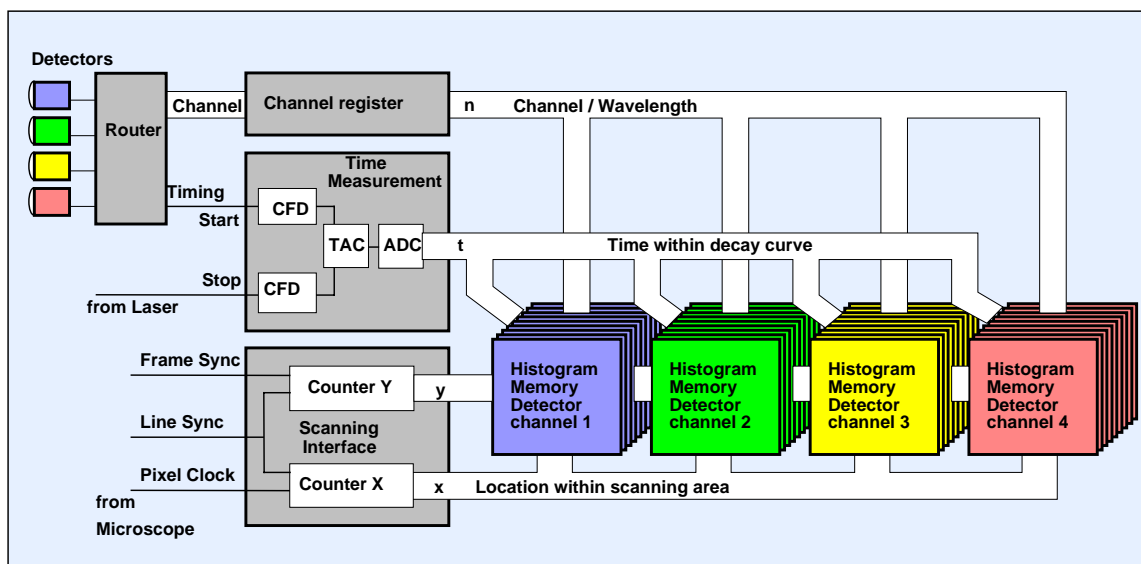 Detectors
Router
Channel
Channel register
n
Channel / Wavelength
Time
Measurement
Timing
Start
CFD
TAC
ADC
t
Time within decay curve
Stop
CFD
from Laser
Frame Sync
Counter Y
y
Line Sync
Scanning
Interface
Pixel Clock
Counter X
x
Location within scanning area
from
Microscope
Histogram
Memory
Detector
channel 1
Histogram
Memory
Detector
channel 2
Histogram
Memory
Detector
channel 3
Histogram
Memory
Detector
channel 4